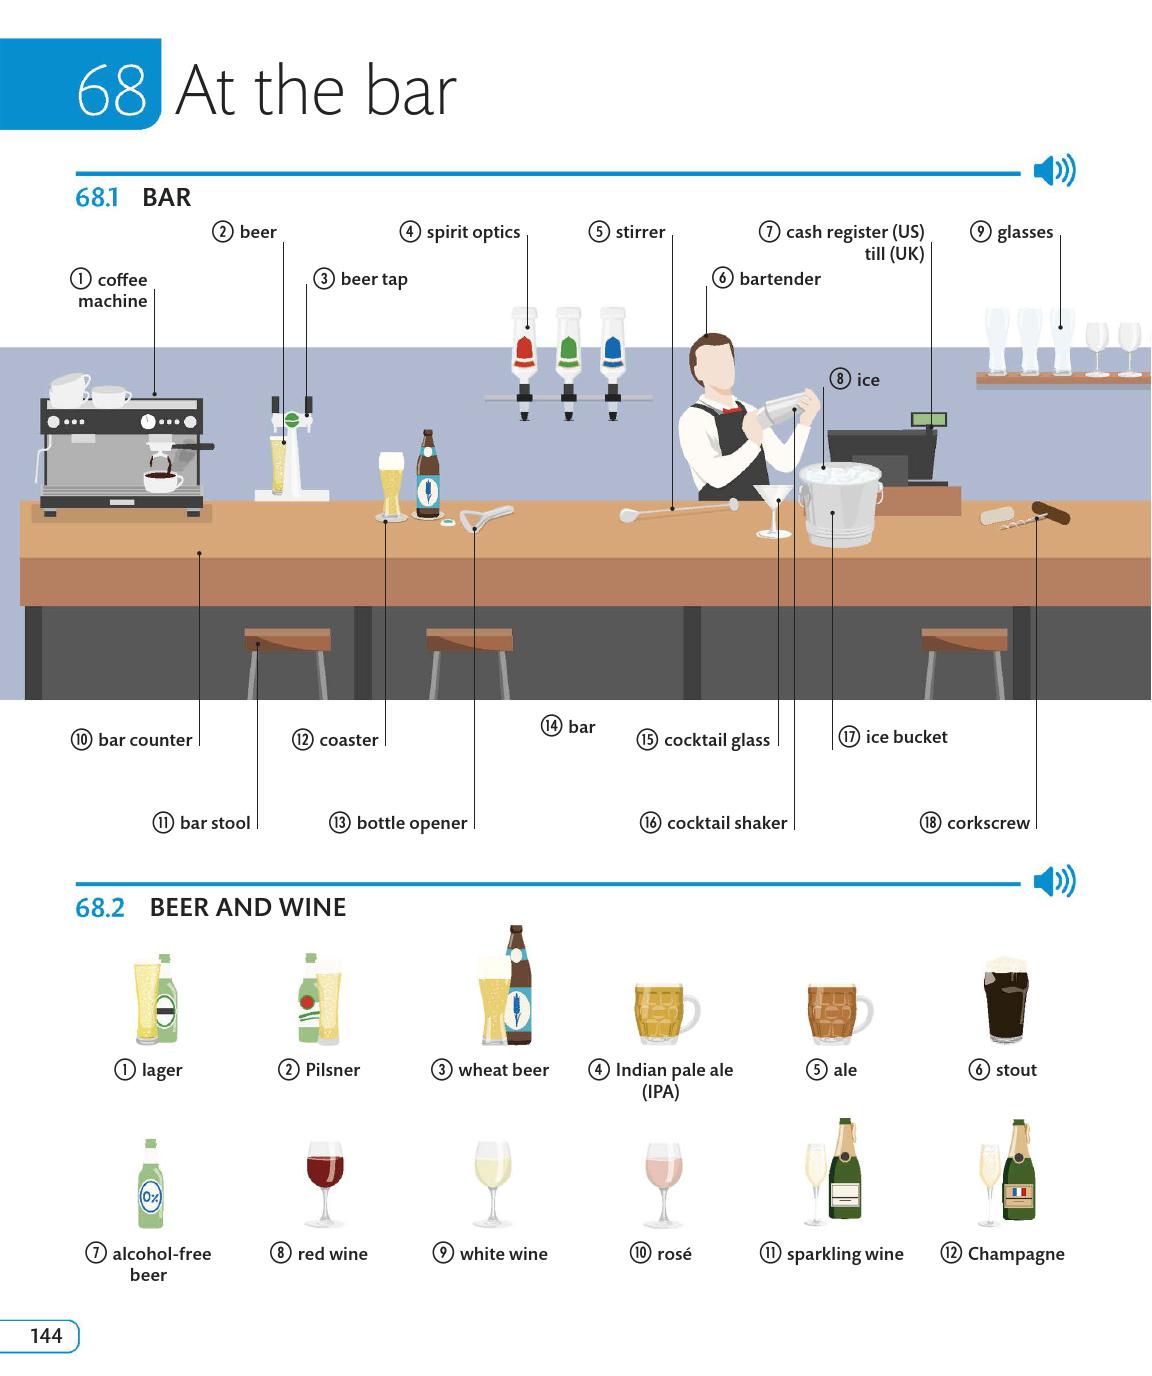 68 At the bar
68.1 BAR
② beer
④ spirit optics
⑤ stirrer
⑦ cash register (US)
till (UK)
⑨ glasses
① coffee
machine
③ beer tap
⑥ bartender
⑧ ice
⑩ bar counter
⑫ coaster
⑭ bar
⑮ cocktail glass
⑰ ice bucket
⑪ bar stool
⑬ bottle opener
⑯ cocktail shaker
⑱ corkscrew
68.2 BEER AND WINE
① lager
② Pilsner
③ wheat beer
④ Indian pale ale
(IPA)
⑤ ale
⑥ stout
0%
⑦ alcohol-free
beer
⑧ red wine
⑨ white wine
⑩ rosé
⑪ sparkling wine
⑫ Champagne
144